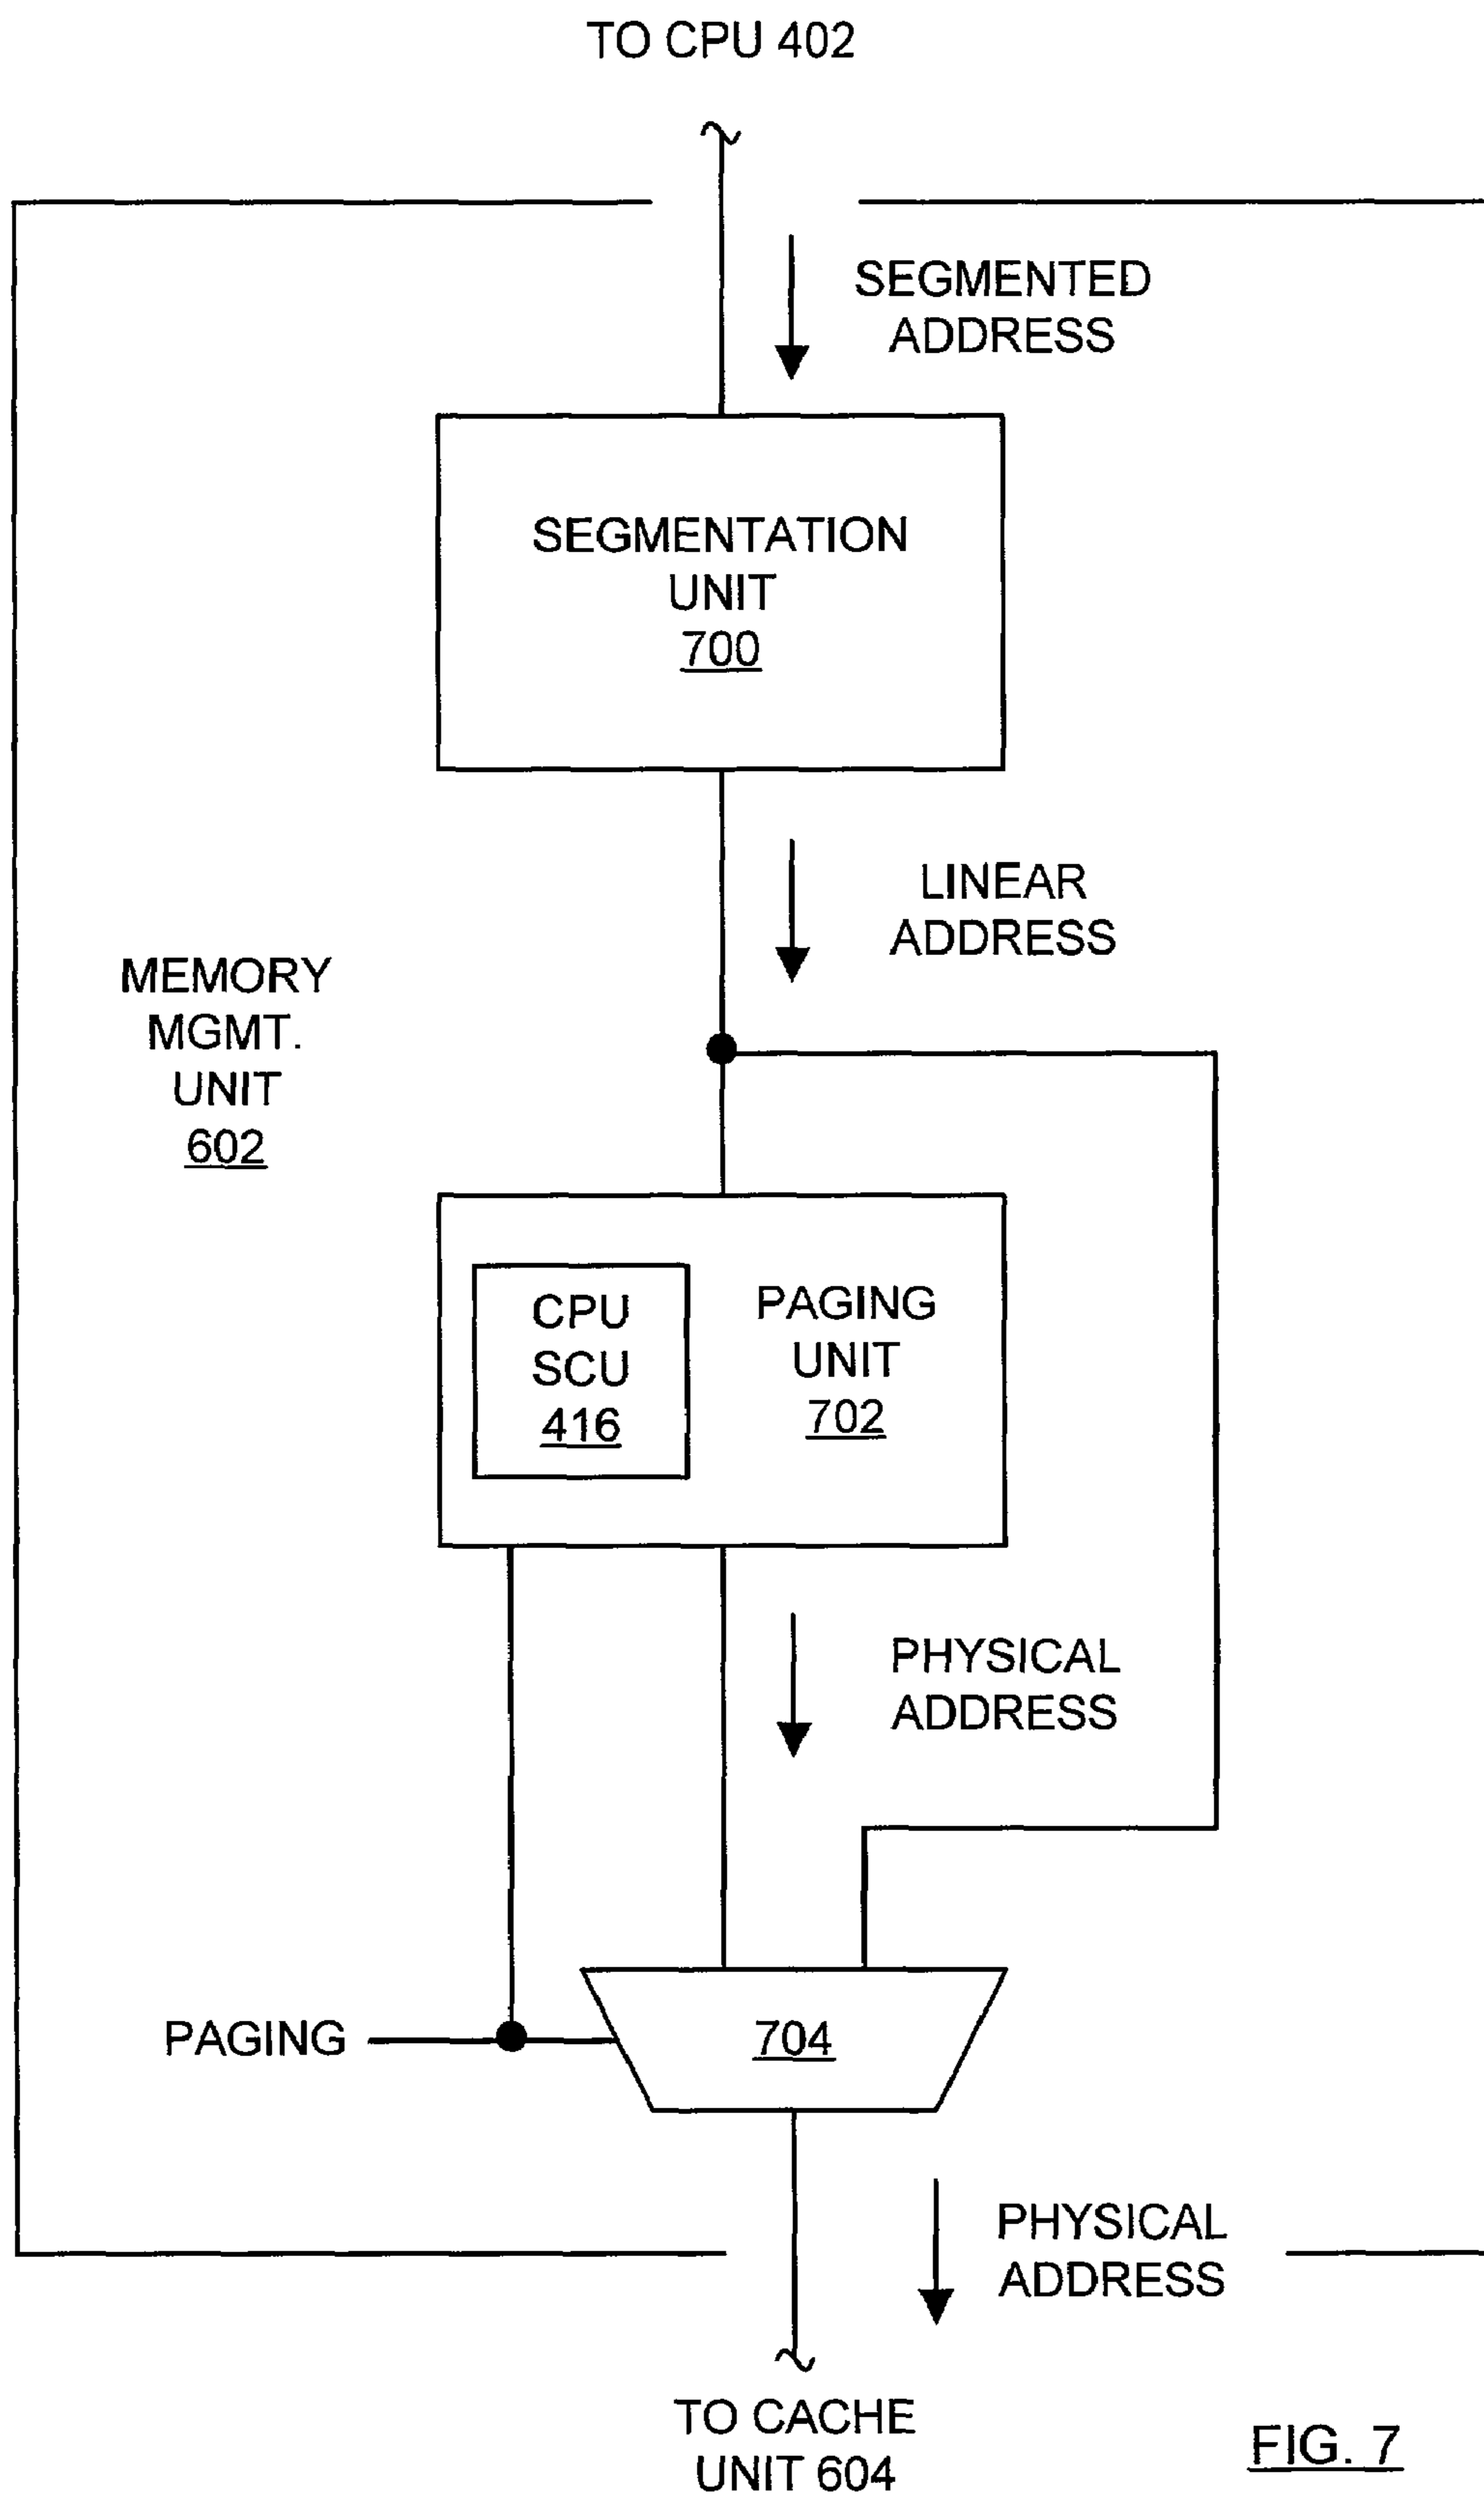 TO CPU 402
SEGMENTED
ADDRESS
SEGMENTATION
UNIT
700
LINEAR
ADDRESS
MEMORY
MGMT.
UNIT
602
CPU
SCU
416
PAGING
UNIT
702
PHYSICAL
ADDRESS
PAGING
704
PHYSICAL
ADDRESS
TO CACHE
UNIT 604
FIG. 7